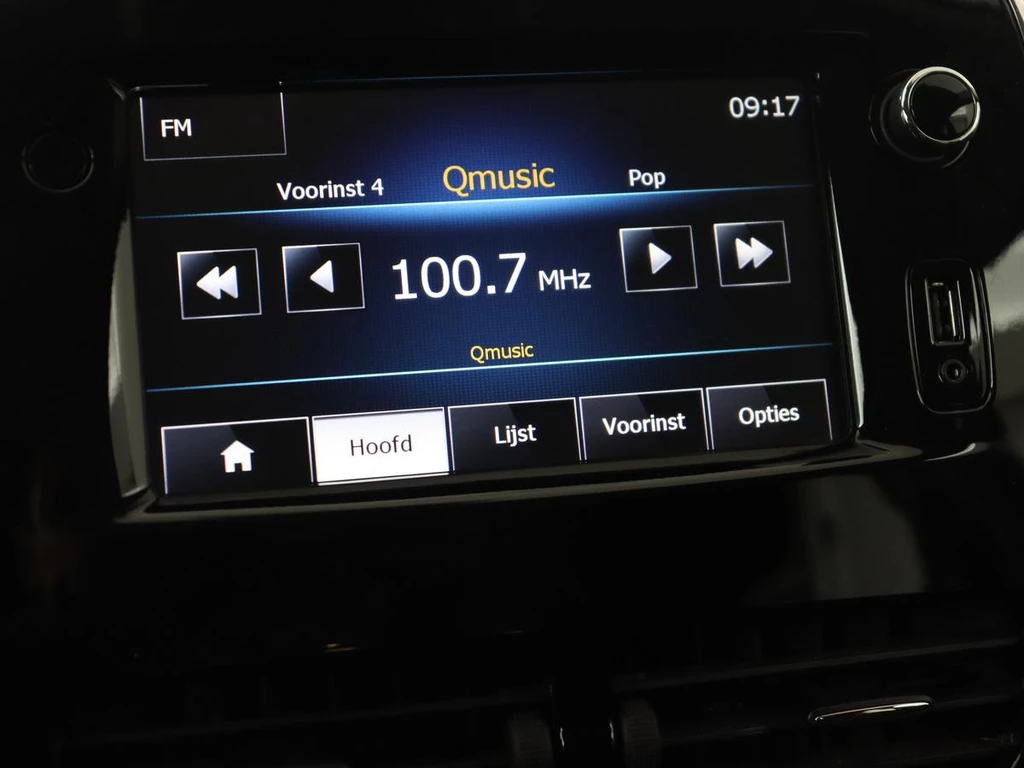 FM
09:17
Voorinst 4 Qmusic Pop
100.7 MHz
Qmusic
Hoofd Lijst Voorinst Opties